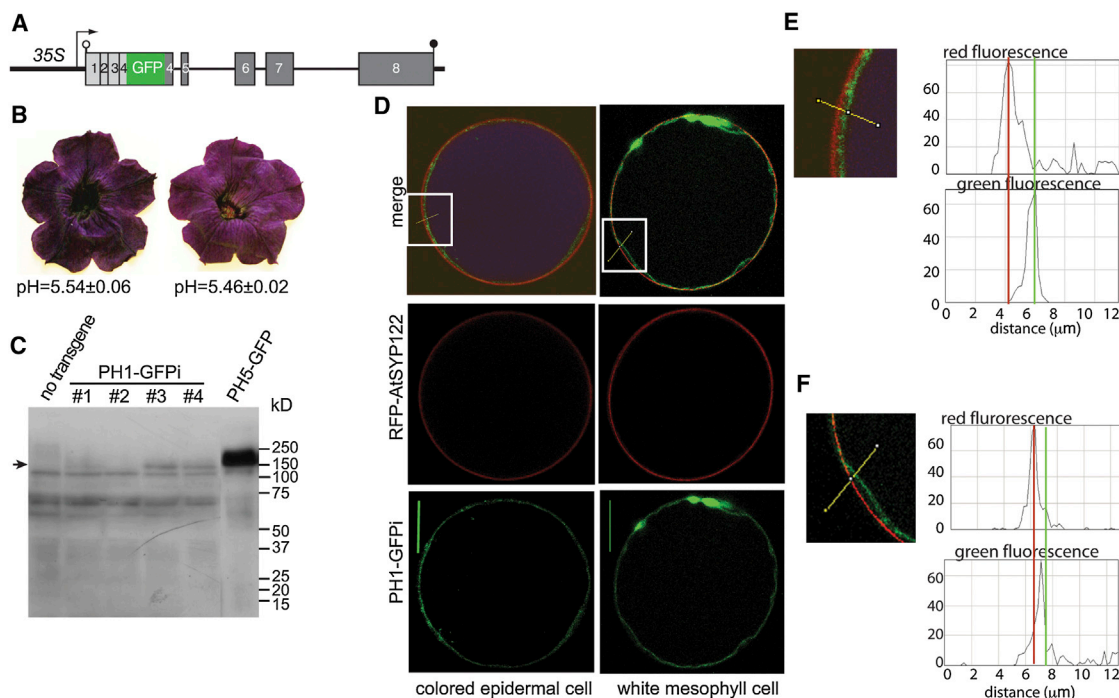 A
35S
1 2 3 4 GFP 4 5 6 7 8
B
pH=5.54±0.06 pH=5.46±0.02
C
no transgene PH1-GFPi PH5-GFP
#1 #2 #3 #4 kD
250
150
100
75
50
37
25
20
15
D
merge
RFP-AtSYP122
PH1-GFPi
colored epidermal cell white mesophyll cell
E
red fluorescence
60
40
20
0
green fluorescence
60
40
20
0
0 2 4 6 8 10 12
distance (µm)
F
red flurorescence
60
40
20
0
green fluorescence
60
40
20
0
0 2 4 6 8 10 12
distance (µm)